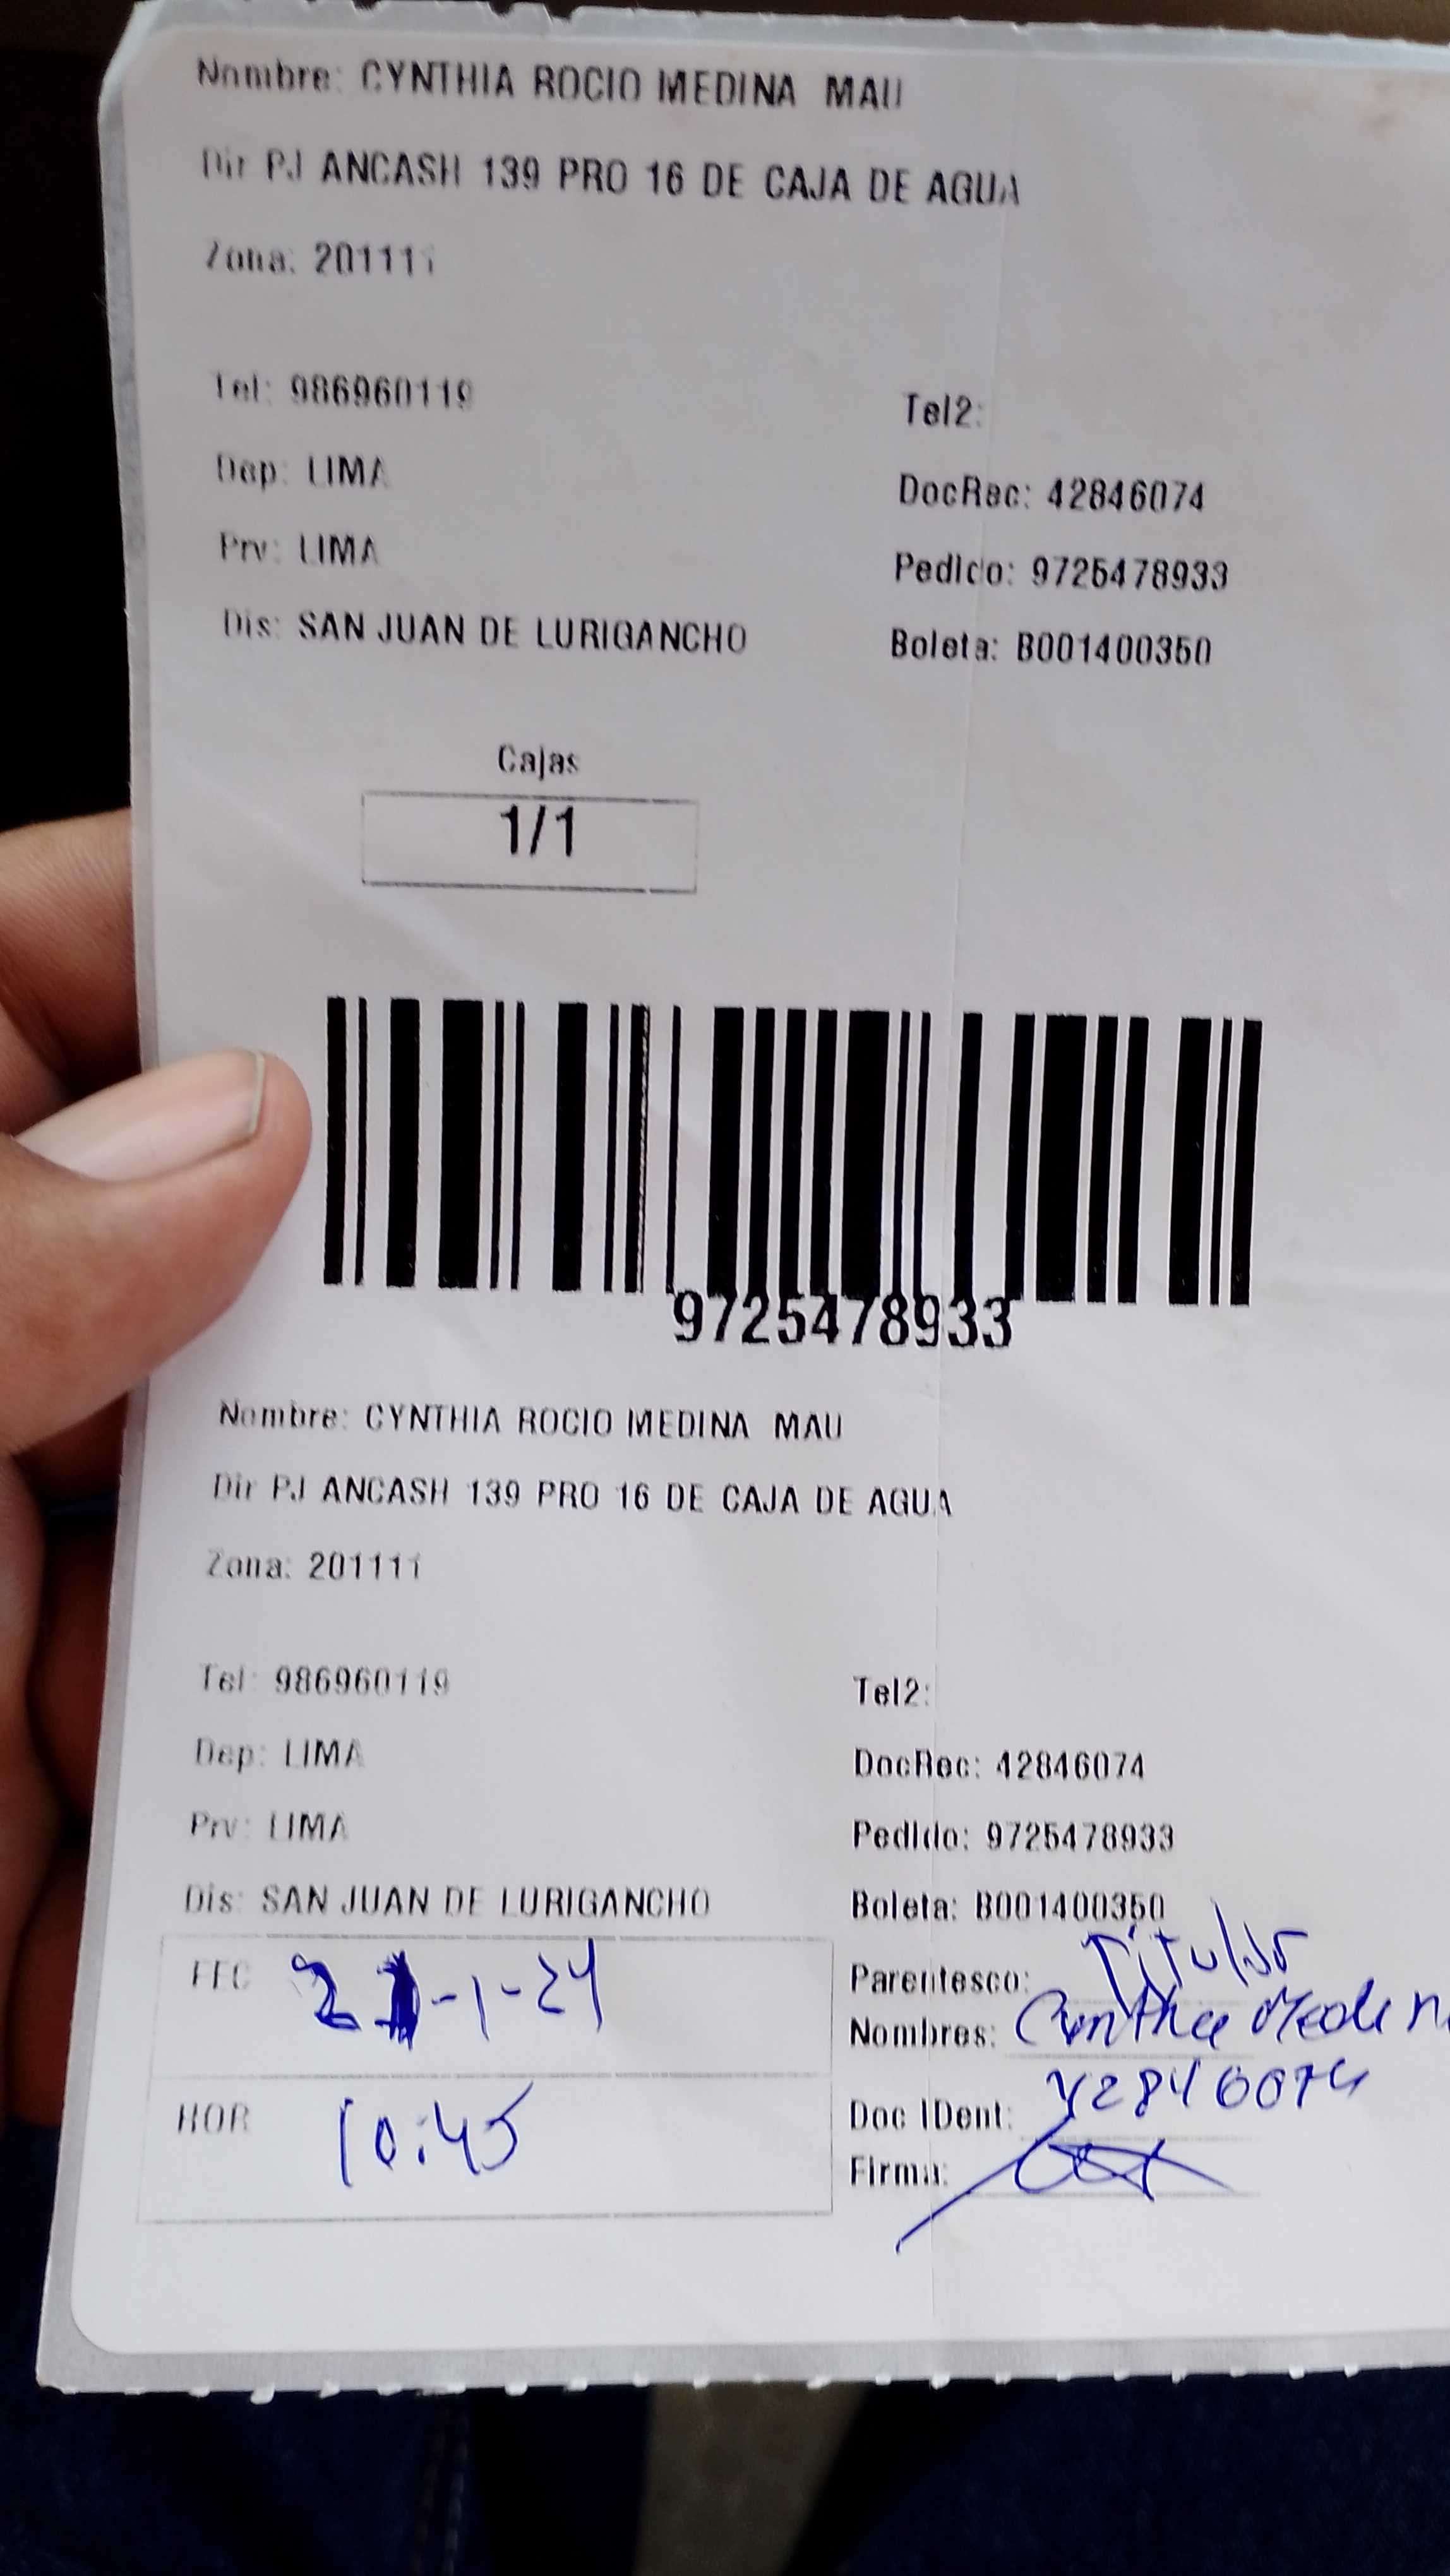 Nombre: CYNTHIA ROCIO MEDINA MAU
Dir PJ ANCASH 139 PRO 16 DE CAJA DE AGUA
Zona: 201111
Tel: 986960119 Tel2:
Dep: LIMA DocRec: 42846074
Prv: LIMA Pedido: 9725478933
Dis: SAN JUAN DE LURIGANCHO Boleta: B001400350
Cajas
1/1
9725478933
Nombre: CYNTHIA ROCIO MEDINA MAU
Dir PJ ANCASH 139 PRO 16 DE CAJA DE AGUA
Zona: 201111
Tel: 986960119 Tel2:
Dep: LIMA DocRec: 42846074
Prv: LIMA Pedido: 9725478933
Dis: SAN JUAN DE LURIGANCHO Boleta: B001400350
FEC -1-24 Parentesco: Titular
Nombres: Cynthia Medin
HOR 10:45 Doc IDent: 42846074
Firma: